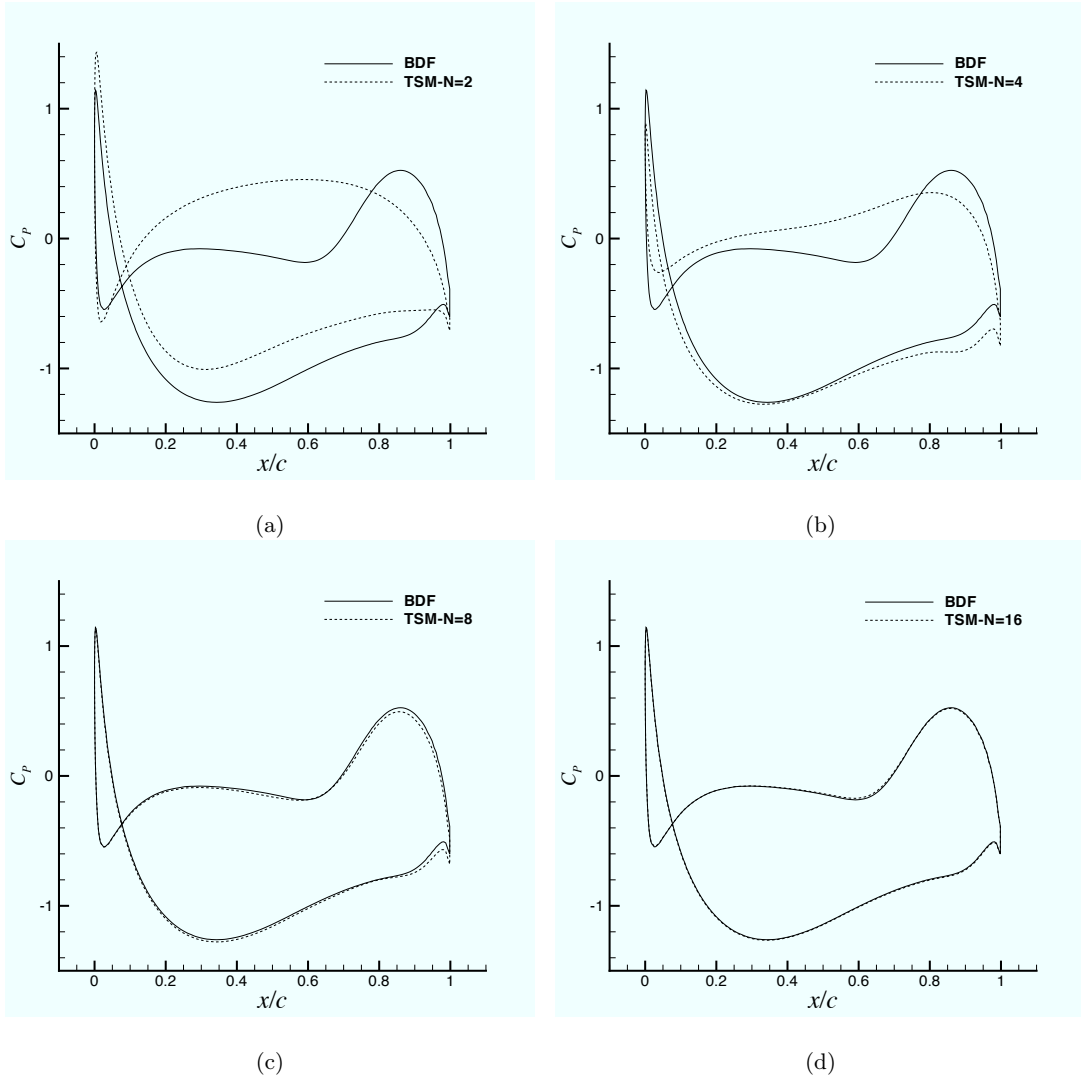 BDF
TSM-N=2
1
0
-1
C_P
0 0.2 0.4 0.6 0.8 1
x/c
(a)
BDF
TSM-N=4
1
0
-1
C_P
0 0.2 0.4 0.6 0.8 1
x/c
(b)
BDF
TSM-N=8
1
0
-1
C_P
0 0.2 0.4 0.6 0.8 1
x/c
(c)
BDF
TSM-N=16
1
0
-1
C_P
0 0.2 0.4 0.6 0.8 1
x/c
(d)